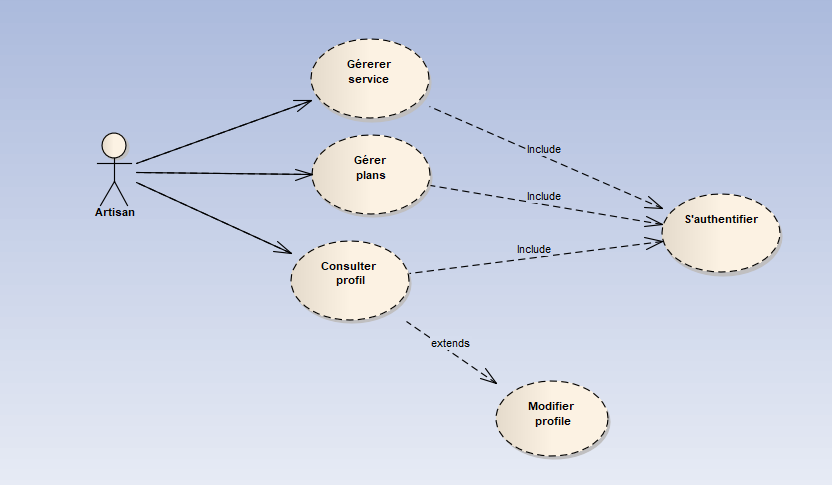 Gérerer
service
Include
Gérer
plans
Artisan
Include
S'authentifier
Include
Consulter
profil
extends
Modifier
profile